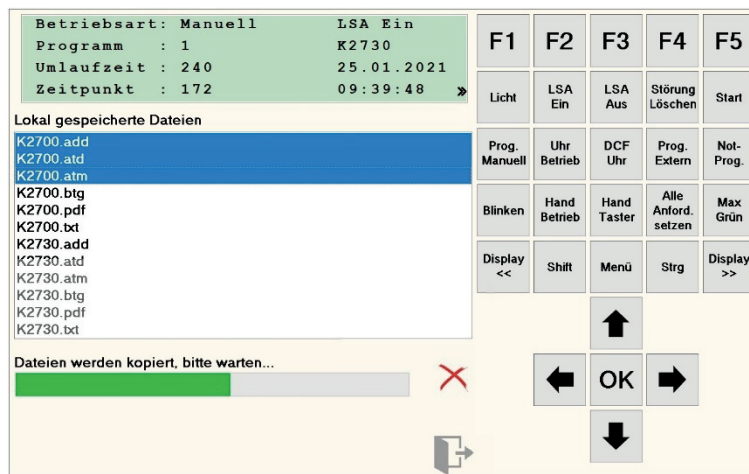 Betriebsart: Manuell LSA Ein
Programm : 1 K2730
Umlaufzeit : 240 25.01.2021
Zeitpunkt : 172 09:39:48 »
Lokal gespeicherte Dateien
K2700.add
K2700.atd
K2700.atm
K2700.btg
K2700.pdf
K2700.txt
K2730.add
K2730.atd
K2730.atm
K2730.btg
K2730.pdf
K2730.txt
Dateien werden kopiert, bitte warten...
F1 F2 F3 F4 F5
Licht
LSA
Ein
LSA
Aus
Störung
Löschen
Start
Prog.
Manuell
Uhr
Betrieb
DCF
Uhr
Prog.
Extern
Not-
Prog.
Blinken
Hand
Betrieb
Hand
Taster
Alle
Anford.
setzen
Max
Grün
Display
<<
Shift
Menü
Strg
Display
>>
OK